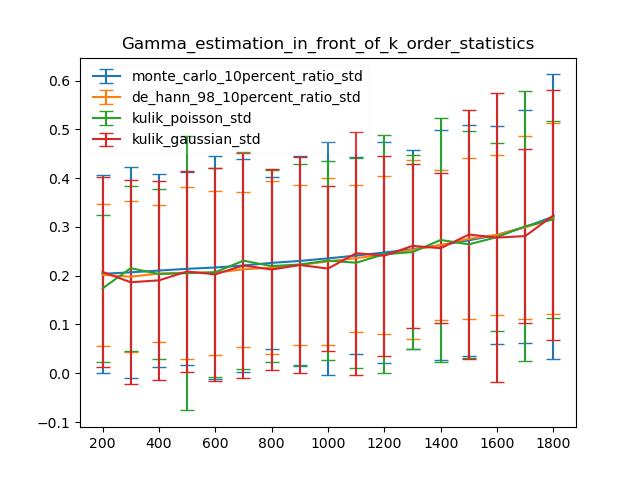 Gamma_estimation_in_front_of_k_order_statistics
monte_carlo_10percent_ratio_std
de_hann_98_10percent_ratio_std
kulik_poisson_std
kulik_gaussian_std
0.6
0.5
0.4
0.3
0.2
0.1
0.0
−0.1
200 400 600 800 1000 1200 1400 1600 1800